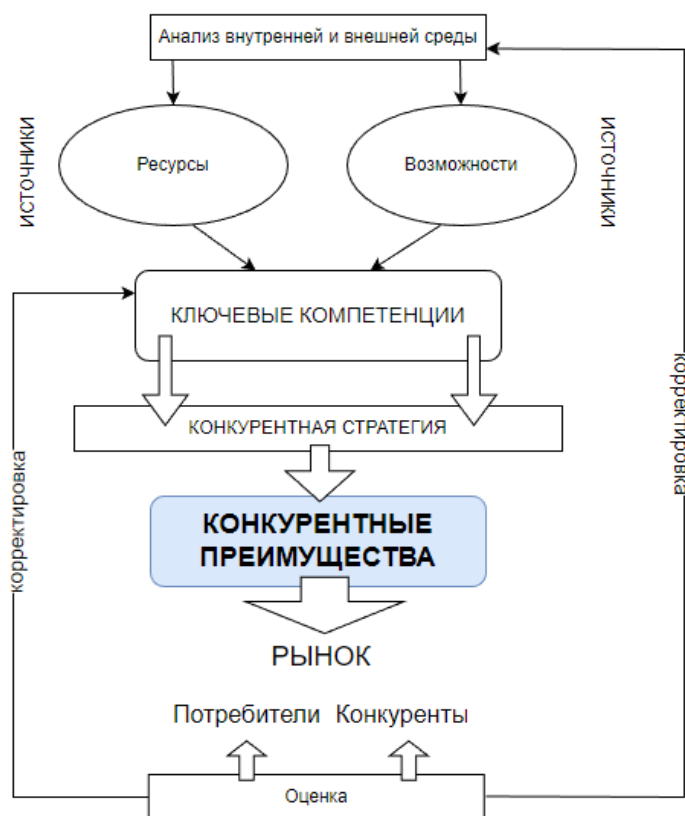 Анализ внутренней и внешней среды
ИСТОЧНИКИ
Ресурсы
Возможности
ИСТОЧНИКИ
КЛЮЧЕВЫЕ КОМПЕТЕНЦИИ
КОНКУРЕНТНАЯ СТРАТЕГИЯ
корректировка
корректировка
КОНКУРЕНТНЫЕ
ПРЕИМУЩЕСТВА
РЫНОК
Потребители Конкуренты
Оценка